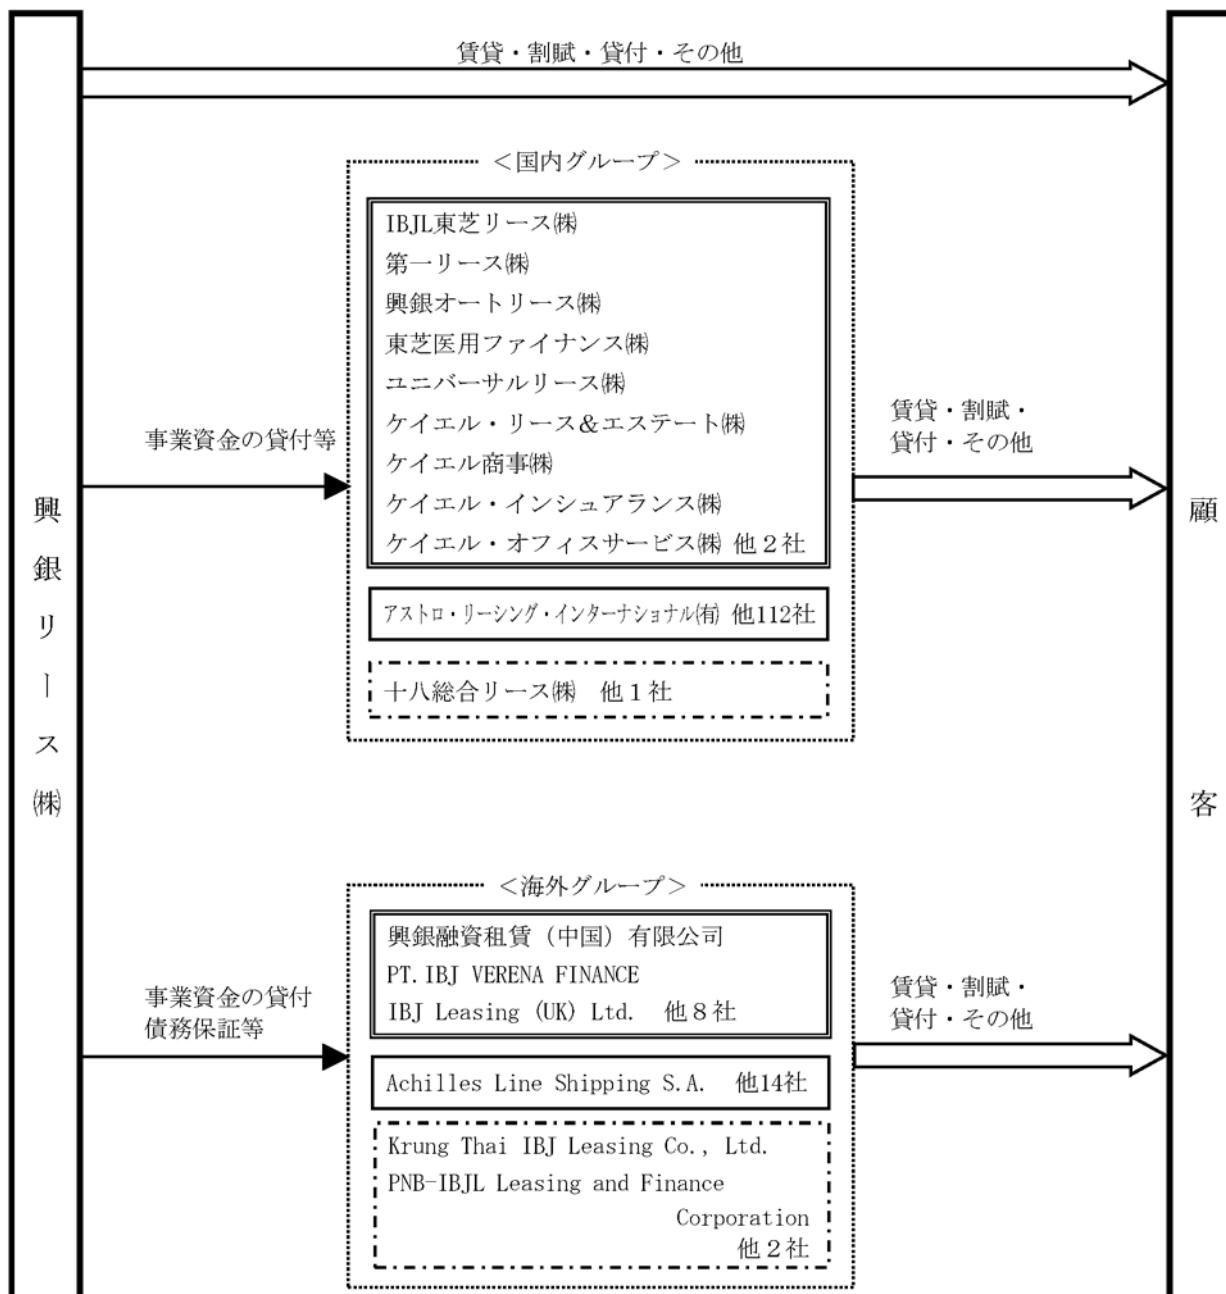 賃貸・割賦・貸付・その他
＜国内グループ＞
IBJL東芝リース㈱
第一リース㈱
興銀オートリース㈱
東芝医用ファイナンス㈱
ユニバーサルリース㈱
ケイエル・リース＆エステート㈱
ケイエル商事㈱
ケイエル・インシュアランス㈱
ケイエル・オフィスサービス㈱ 他２社
アストロ・リーシング・インターナショナル㈲ 他112社
十八総合リース㈱　他１社
事業資金の貸付等
賃貸・割賦・
貸付・その他
興銀リース㈱
顧客
＜海外グループ＞
興銀融資租賃（中国）有限公司
PT.IBJ VERENA FINANCE
IBJ Leasing (UK) Ltd.　他８社
Achilles Line Shipping S.A.　他14社
Krung Thai IBJ Leasing Co., Ltd.
PNB-IBJL Leasing and Finance
Corporation
他２社
事業資金の貸付
債務保証等
賃貸・割賦・
貸付・その他